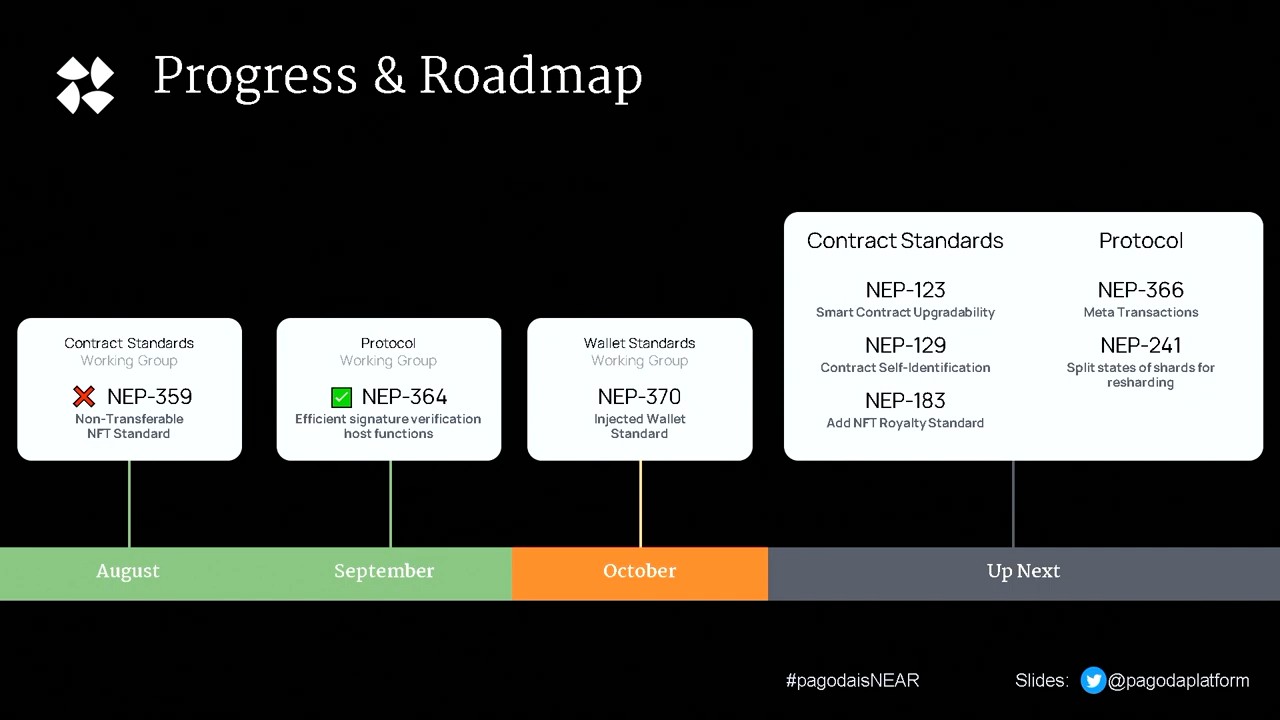 Progress & Roadmap
Contract Standards
Working Group
❌ NEP-359
Non-Transferable
NFT Standard
Protocol
Working Group
✅ NEP-364
Efficient signature verification
host functions
Wallet Standards
Working Group
NEP-370
Injected Wallet
Standard
Contract Standards
NEP-123
Smart Contract Upgradability
NEP-129
Contract Self-Identification
NEP-183
Add NFT Royalty Standard
Protocol
NEP-366
Meta Transactions
NEP-241
Split states of shards for
resharding
August
September
October
Up Next
#pagodaisNEAR
Slides: @pagodaplatform